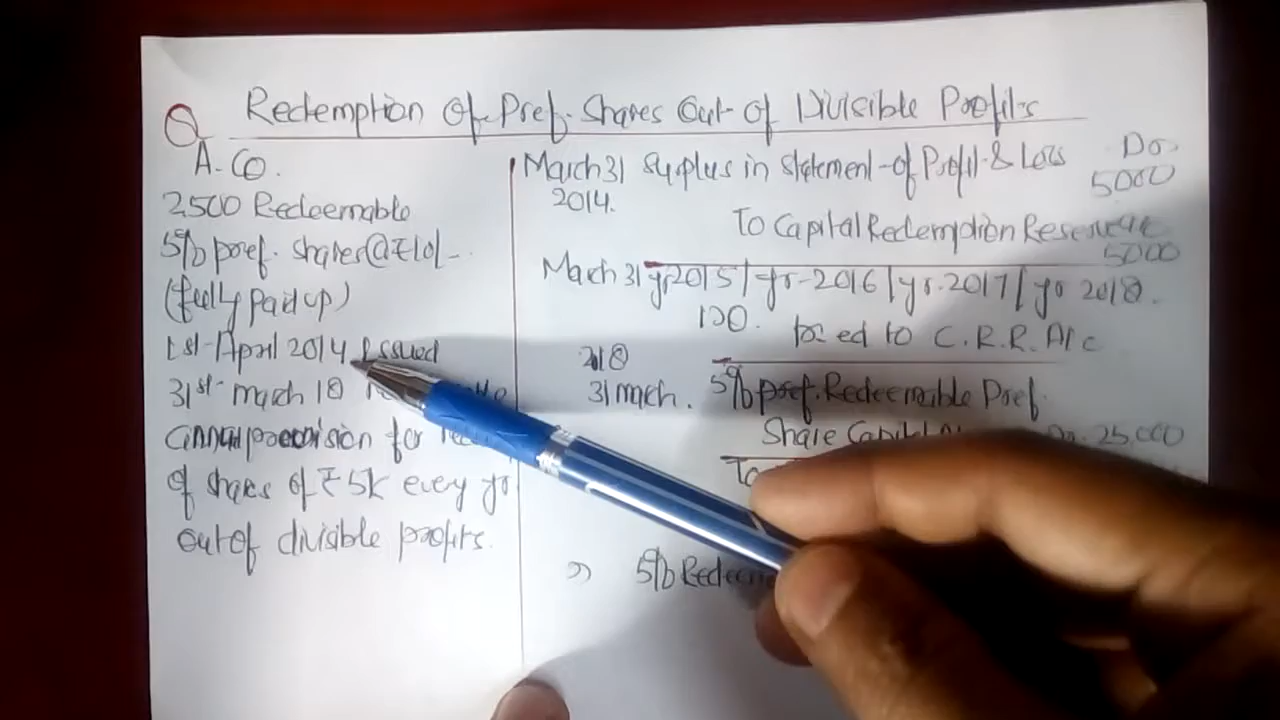 Redemption Of Pref. Shares Out Of Divisible Profits
Q
A. Co.
2500 Redeemable
5% pref. shares@₹10/-
(fully paid up)
1st April 2014 Issued
31st march 18
annual provision for
of shares of ₹5k every yr
out of divisible profits.
March 31 Surplus in statement of Profit & Loss Dr.
2014. 5000
To Capital Redemption Reserve
5000
March 31 yr 2015 | yr-2016 | yr. 2017 | yr 2018.
to C.R.R. A/c
31 march. 5% pref. Redeemable Pref.
Share Capital Dr. 25,000
To
5%